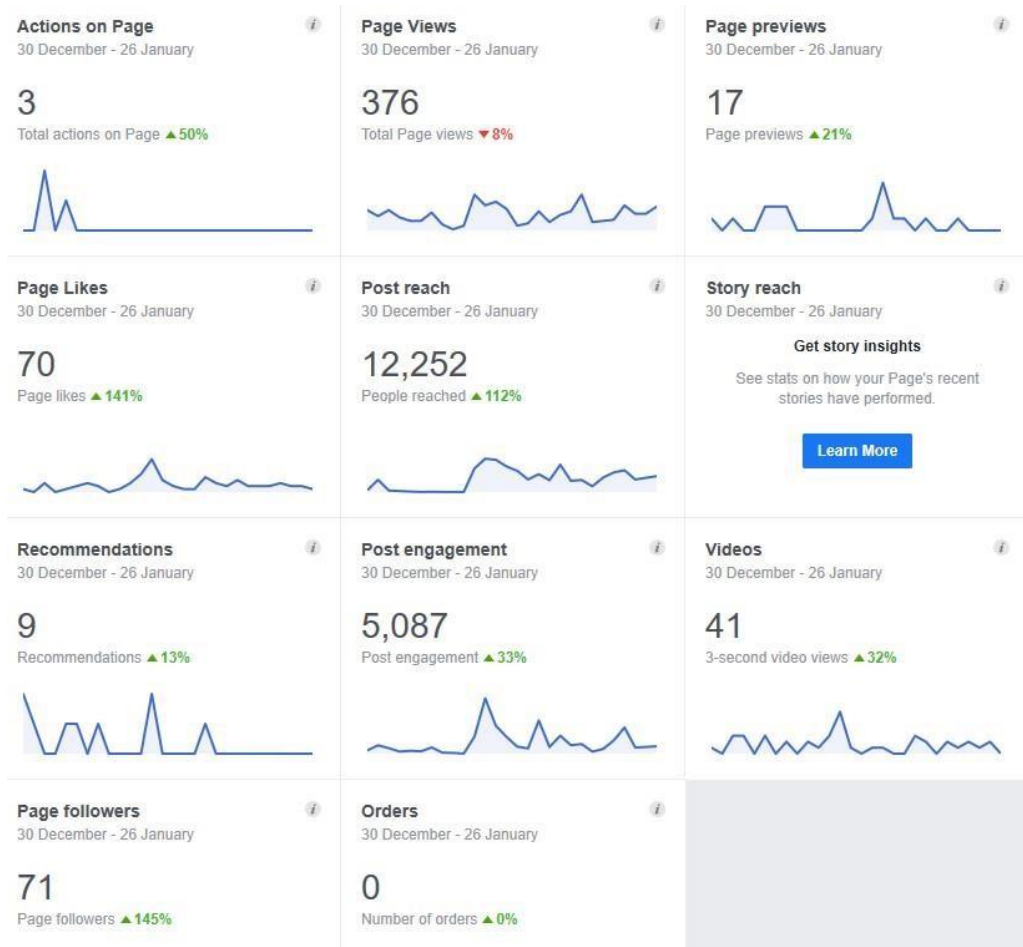 Actions on Page
30 December - 26 January
3
Total actions on Page ▲50%
Page Views
30 December - 26 January
376
Total Page views ▼8%
Page previews
30 December - 26 January
17
Page previews ▲21%
Page Likes
30 December - 26 January
70
Page likes ▲141%
Post reach
30 December - 26 January
12,252
People reached ▲112%
Story reach
30 December - 26 January
Get story insights
See stats on how your Page's recent
stories have performed.
Learn More
Recommendations
30 December - 26 January
9
Recommendations ▲13%
Post engagement
30 December - 26 January
5,087
Post engagement ▲33%
Videos
30 December - 26 January
41
3-second video views ▲32%
Page followers
30 December - 26 January
71
Page followers ▲145%
Orders
30 December - 26 January
0
Number of orders ▲0%